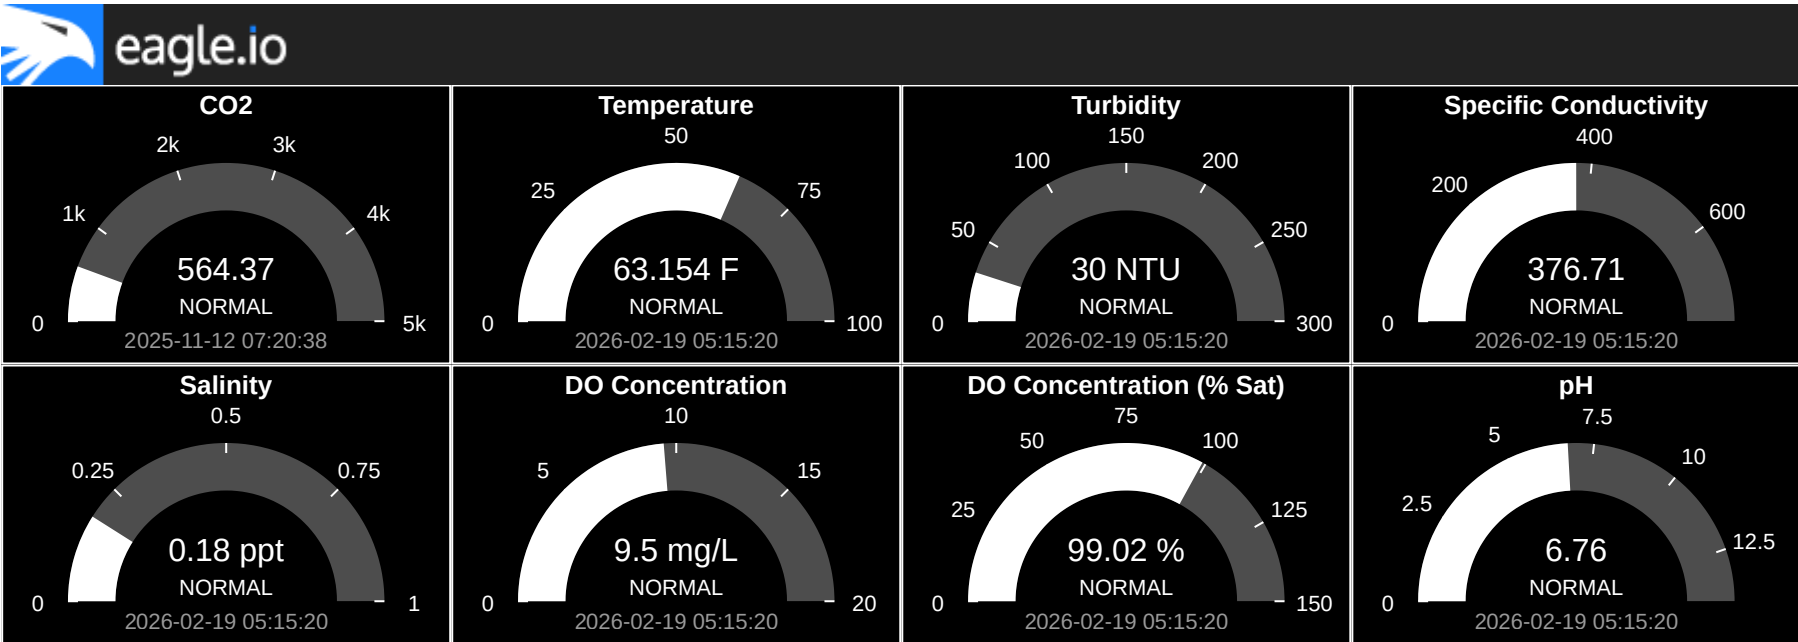 eagle.io
CO2
0
1k
2k
3k
4k
5k
564.37
NORMAL
2025-11-12 07:20:38
Temperature
0
25
50
75
100
63.154 F
NORMAL
2026-02-19 05:15:20
Turbidity
0
50
100
150
200
250
300
30 NTU
NORMAL
2026-02-19 05:15:20
Specific Conductivity
0
200
400
600
376.71
NORMAL
2026-02-19 05:15:20
Salinity
0
0.25
0.5
0.75
1
0.18 ppt
NORMAL
2026-02-19 05:15:20
DO Concentration
0
5
10
15
20
9.5 mg/L
NORMAL
2026-02-19 05:15:20
DO Concentration (% Sat)
0
25
50
75
100
125
150
99.02 %
NORMAL
2026-02-19 05:15:20
pH
0
2.5
5
7.5
10
12.5
6.76
NORMAL
2026-02-19 05:15:20